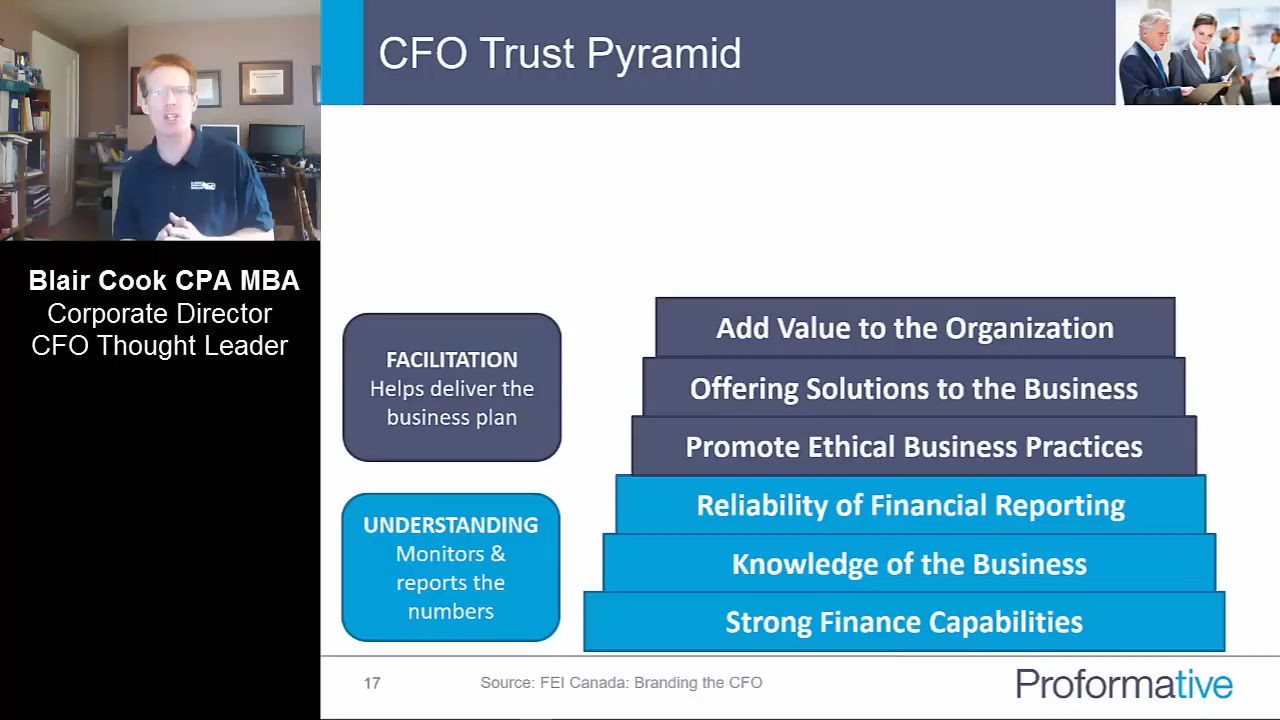 CFO Trust Pyramid
Blair Cook CPA MBA
Corporate Director
CFO Thought Leader
FACILITATION
Helps deliver the
business plan
UNDERSTANDING
Monitors &
reports the
numbers
Add Value to the Organization
Offering Solutions to the Business
Promote Ethical Business Practices
Reliability of Financial Reporting
Knowledge of the Business
Strong Finance Capabilities
17
Source: FEI Canada: Branding the CFO
Proformative